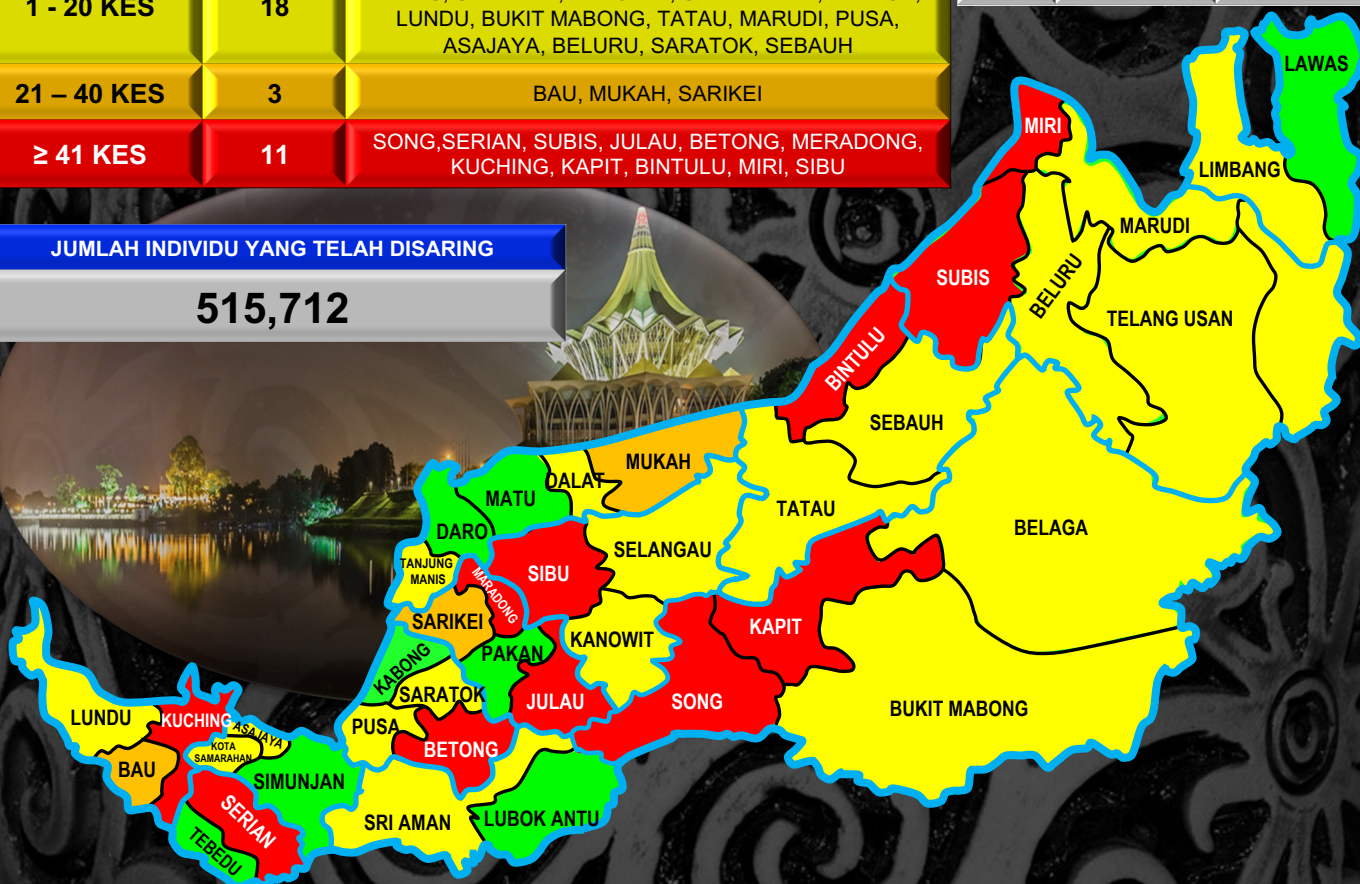 1 - 20 KES
18
LUNDU, BUKIT MABONG, TATAU, MARUDI, PUSA,
ASAJAYA, BELURU, SARATOK, SEBAUH
21 – 40 KES
3
BAU, MUKAH, SARIKEI
≥ 41 KES
11
SONG,SERIAN, SUBIS, JULAU, BETONG, MERADONG,
KUCHING, KAPIT, BINTULU, MIRI, SIBU
JUMLAH INDIVIDU YANG TELAH DISARING
515,712
LAWAS
MIRI
LIMBANG
MARUDI
SUBIS
BELURU
TELANG USAN
BINTULU
SEBAUH
MUKAH
DALAT
MATU
TATAU
BELAGA
DARO
SELANGAU
TANJUNG
MANIS
SIBU
MARADONG
SARIKEI
KAPIT
KANOWIT
PAKAN
KABONG
SARATOK
JULAU
SONG
BUKIT MABONG
LUNDU
KUCHING
ASAJAYA
PUSA
BETONG
KOTA
SAMARAHAN
BAU
SIMUNJAN
SERIAN
SRI AMAN
LUBOK ANTU
TEBEDU